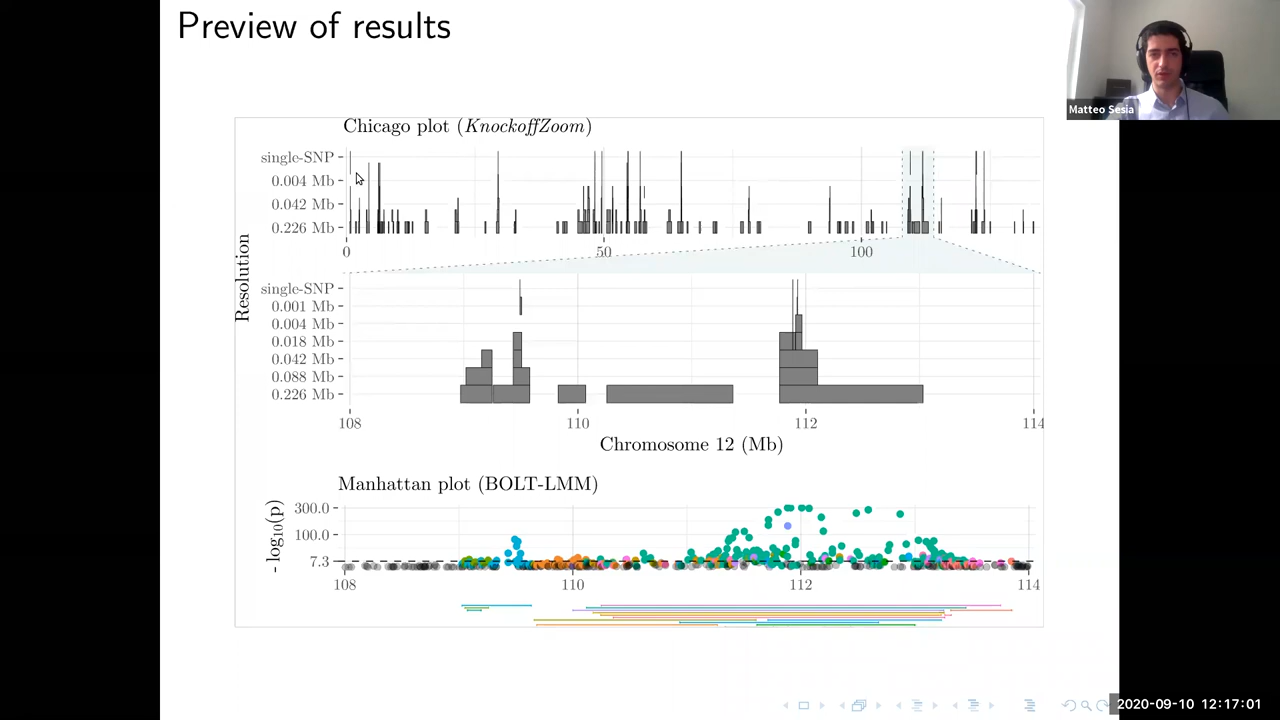 Preview of results
Matteo Sesia
Chicago plot (KnockoffZoom)
single-SNP
0.004 Mb
0.042 Mb
0.226 Mb
0 50 100
Resolution
single-SNP
0.001 Mb
0.004 Mb
0.018 Mb
0.042 Mb
0.088 Mb
0.226 Mb
108 110 112 114
Chromosome 12 (Mb)
Manhattan plot (BOLT-LMM)
-log10(p)
300.0
100.0
7.3
108 110 112 114
2020-09-10 12:17:01